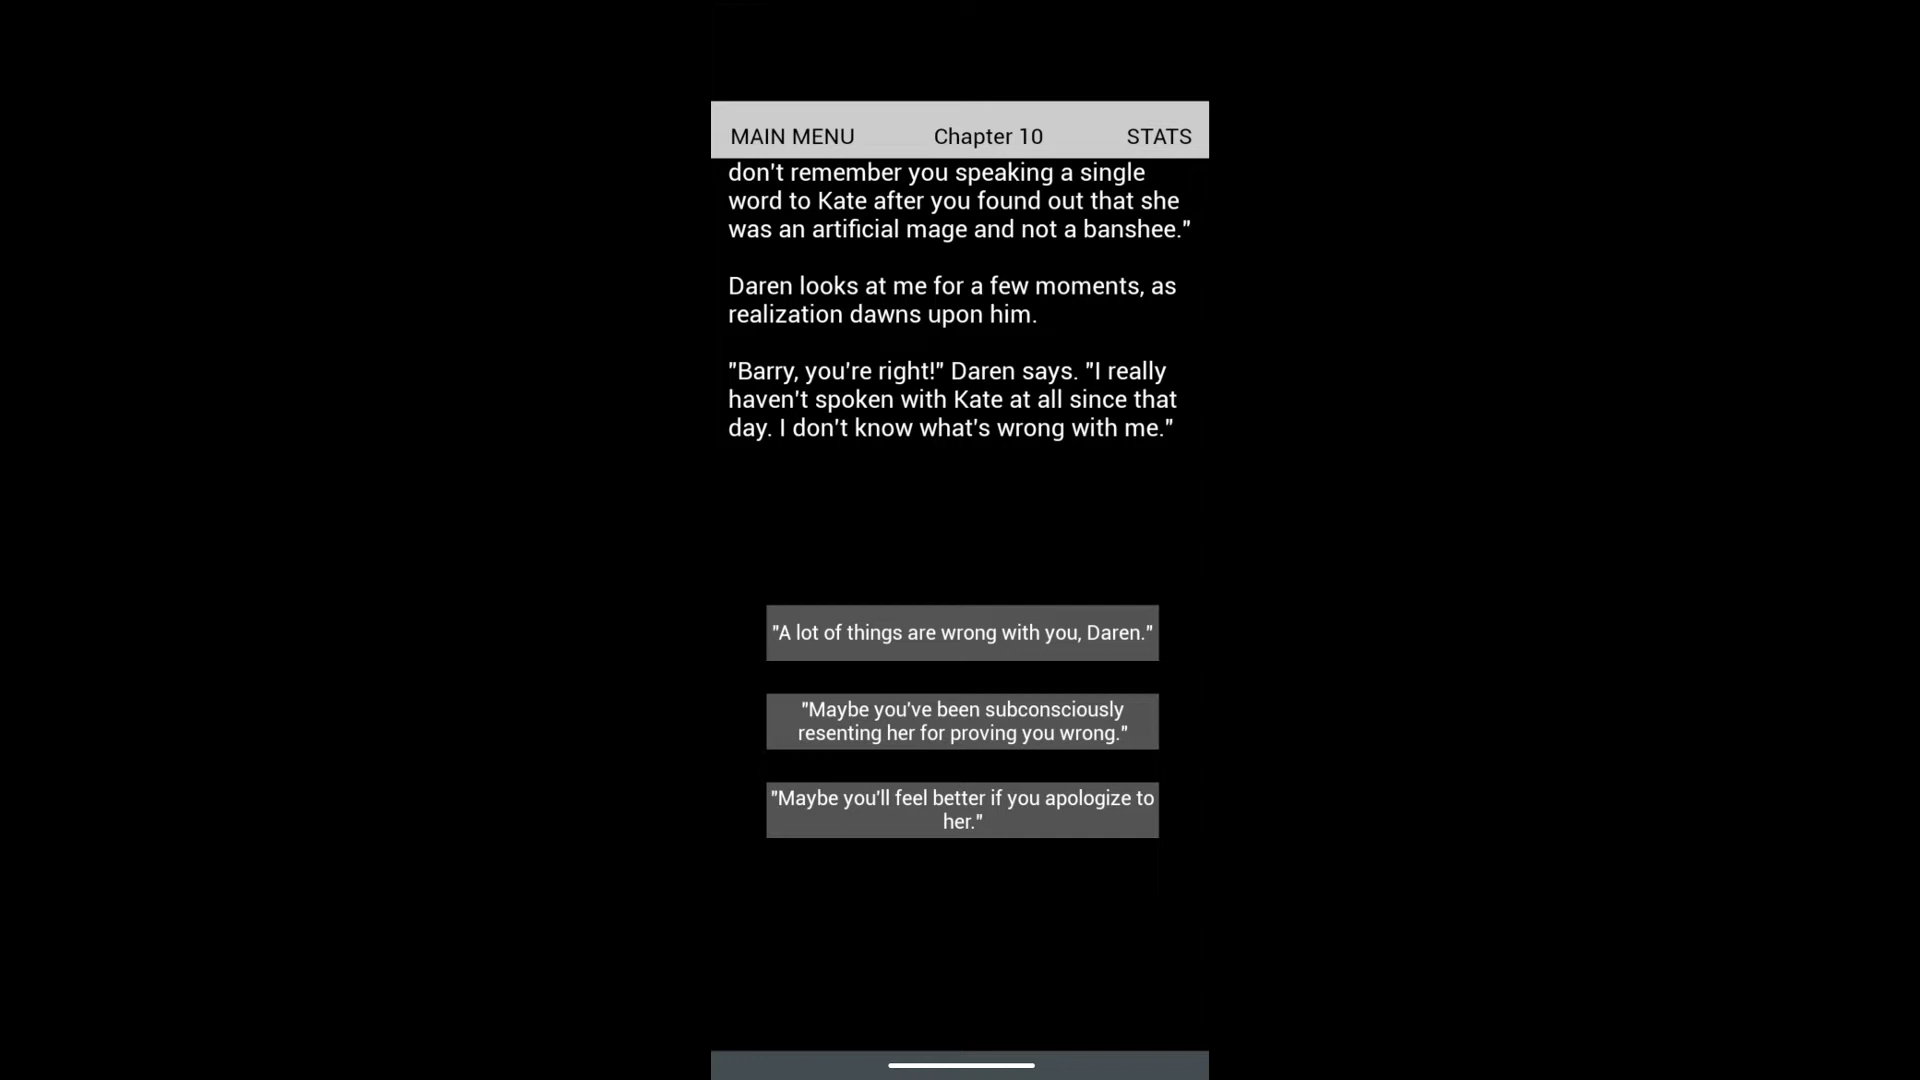 MAIN MENU Chapter 10 STATS
don't remember you speaking a single
word to Kate after you found out that she
was an artificial mage and not a banshee."
Daren looks at me for a few moments, as
realization dawns upon him.
"Barry, you're right!" Daren says. "I really
haven't spoken with Kate at all since that
day. I don't know what's wrong with me."
"A lot of things are wrong with you, Daren."
"Maybe you've been subconsciously
resenting her for proving you wrong."
"Maybe you'll feel better if you apologize to
her."